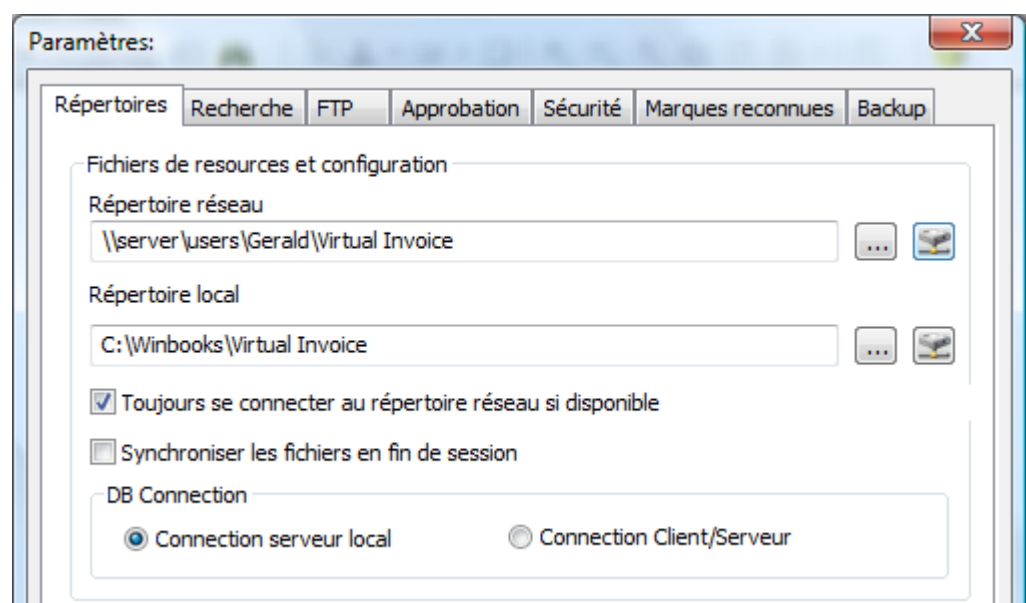 Paramètres:
Répertoires Recherche FTP Approbation Sécurité Marques reconnues Backup
Fichiers de resources et configuration
Répertoire réseau
\\server\users\Gerald\Virtual Invoice
...
Répertoire local
C:\Winbooks\Virtual Invoice
...
Toujours se connecter au répertoire réseau si disponible
Synchroniser les fichiers en fin de session
DB Connection
Connection serveur local Connection Client/Serveur